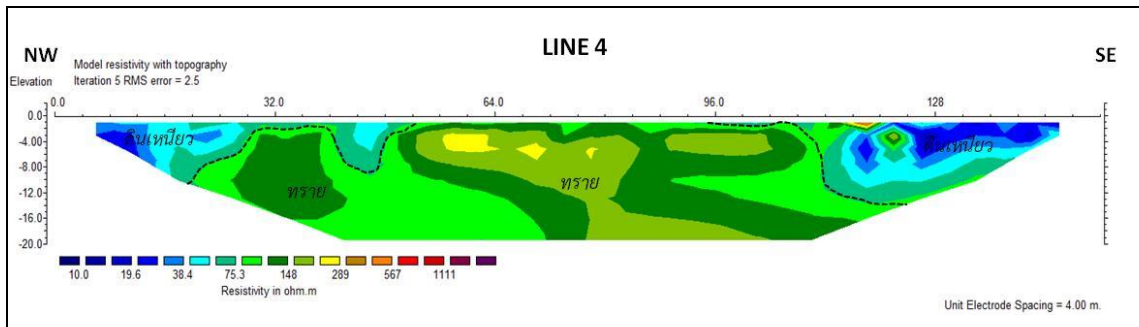 LINE 4
NW
SE
Model resistivity with topography
Elevation
Iteration 5 RMS error = 2.5
0.0 32.0 64.0 96.0 128 m.
0.0
-4.00
-8.00
-12.0
-16.0
-20.0
ดินเหนียว
ดินเหนียว
ทราย
ทราย
10.0 19.6 38.4 75.3 148 289 567 1111
Resistivity in ohm.m
Unit Electrode Spacing = 4.00 m.